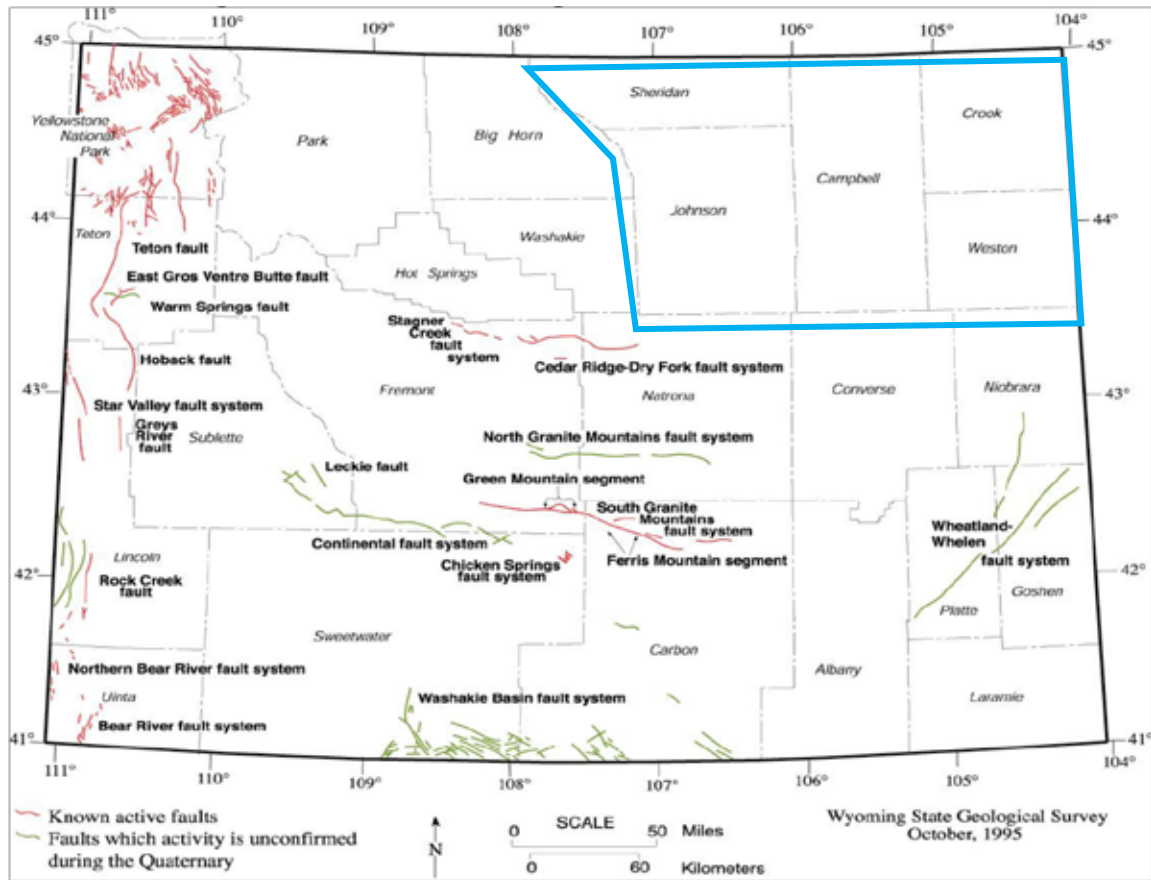 111°
110°
109°
108°
107°
106°
105°
104°
45°
45°
Sheridan
Crook
Yellowstone
National
Park
Park
Big Horn
Campbell
44°
Johnson
44°
Teton
Washakie
Weston
Teton fault
Hot Springs
East Gros Ventre Butte fault
Warm Springs fault
Stagner
Creek
fault
system
Hoback fault
Cedar Ridge-Dry Fork fault system
43°
Fremont
Natrona
Converse
Niobrara
43°
Star Valley fault system
Greys
River
fault
Sublette
North Granite Mountains fault system
Leckie fault
Green Mountain segment
South Granite
Mountains
fault system
Wheatland-
Whelen
fault system
Continental fault system
Chicken Springs
fault system
Ferris Mountain segment
42°
Lincoln
Rock Creek
fault
42°
Goshen
Platte
Sweetwater
Carbon
Albany
Northern Bear River fault system
Uinta
Washakie Basin fault system
Laramie
Bear River fault system
41°
41°
111°
110°
109°
108°
107°
106°
105°
104°
Known active faults
Faults which activity is unconfirmed
during the Quaternary
N
SCALE
0 50 Miles
0 60
Kilometers
Wyoming State Geological Survey
October, 1995